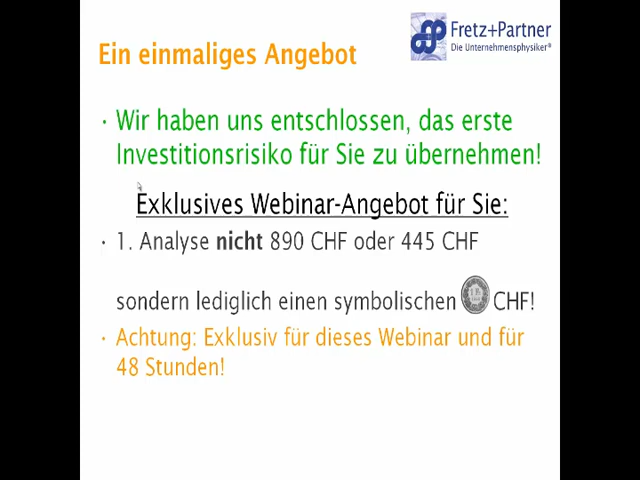 Fretz+Partner
Die Unternehmensphysiker®
Ein einmaliges Angebot
· Wir haben uns entschlossen, das erste
Investitionsrisiko für Sie zu übernehmen!
Exklusives Webinar-Angebot für Sie:
· 1. Analyse nicht 890 CHF oder 445 CHF
sondern lediglich einen symbolischen CHF!
· Achtung: Exklusiv für dieses Webinar und für
48 Stunden!